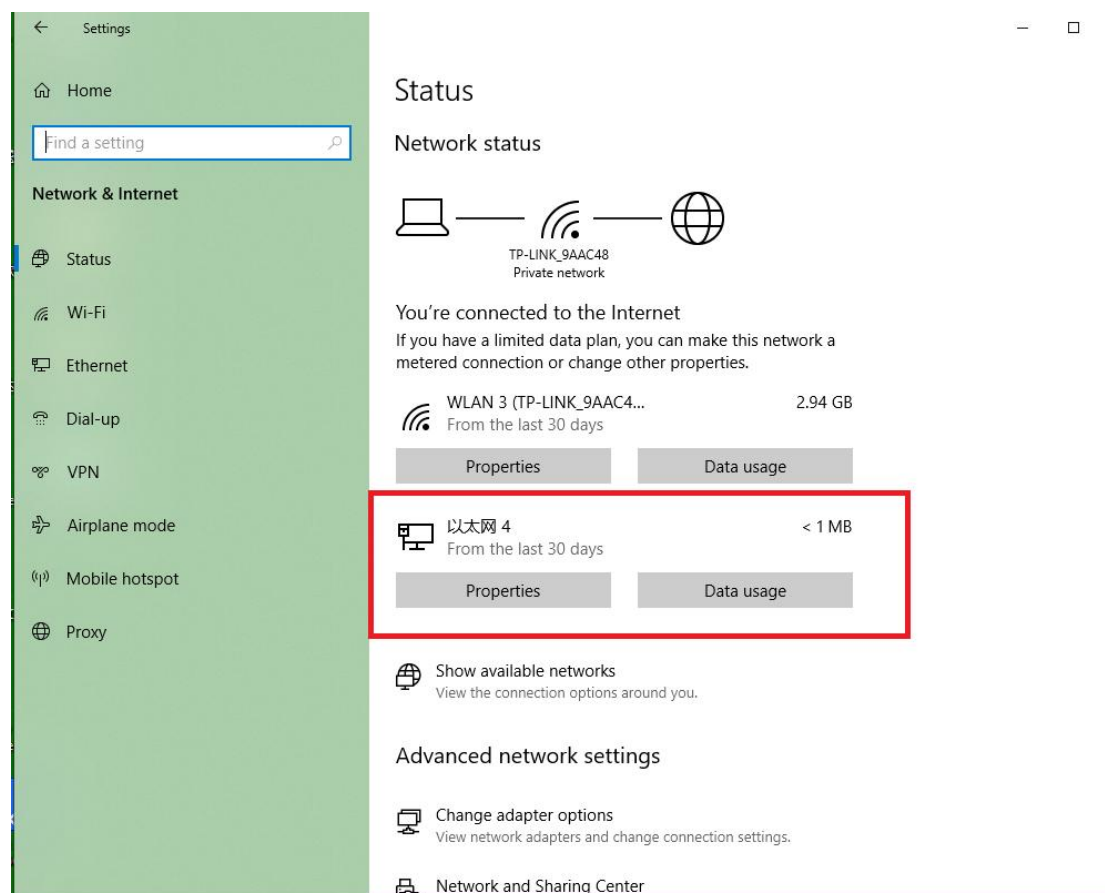 Settings
Home
Find a setting
Network & Internet
Status
Wi-Fi
Ethernet
Dial-up
VPN
Airplane mode
Mobile hotspot
Proxy
Status
Network status
TP-LINK_9AAC48
Private network
You're connected to the Internet
If you have a limited data plan, you can make this network a
metered connection or change other properties.
WLAN 3 (TP-LINK_9AAC4... 2.94 GB
From the last 30 days
Properties Data usage
以太网 4 < 1 MB
From the last 30 days
Properties Data usage
Show available networks
View the connection options around you.
Advanced network settings
Change adapter options
View network adapters and change connection settings.
Network and Sharing Center